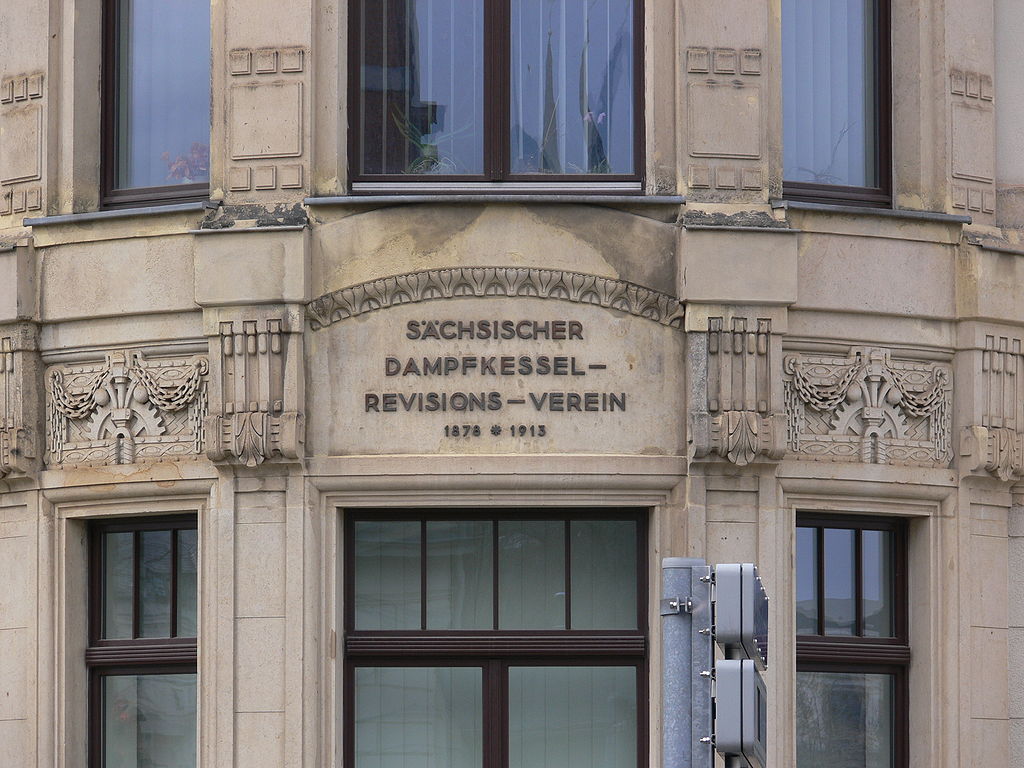 SÄCHSISCHER
DAMPFKESSEL-
REVISIONS-VEREIN
1878 * 1913